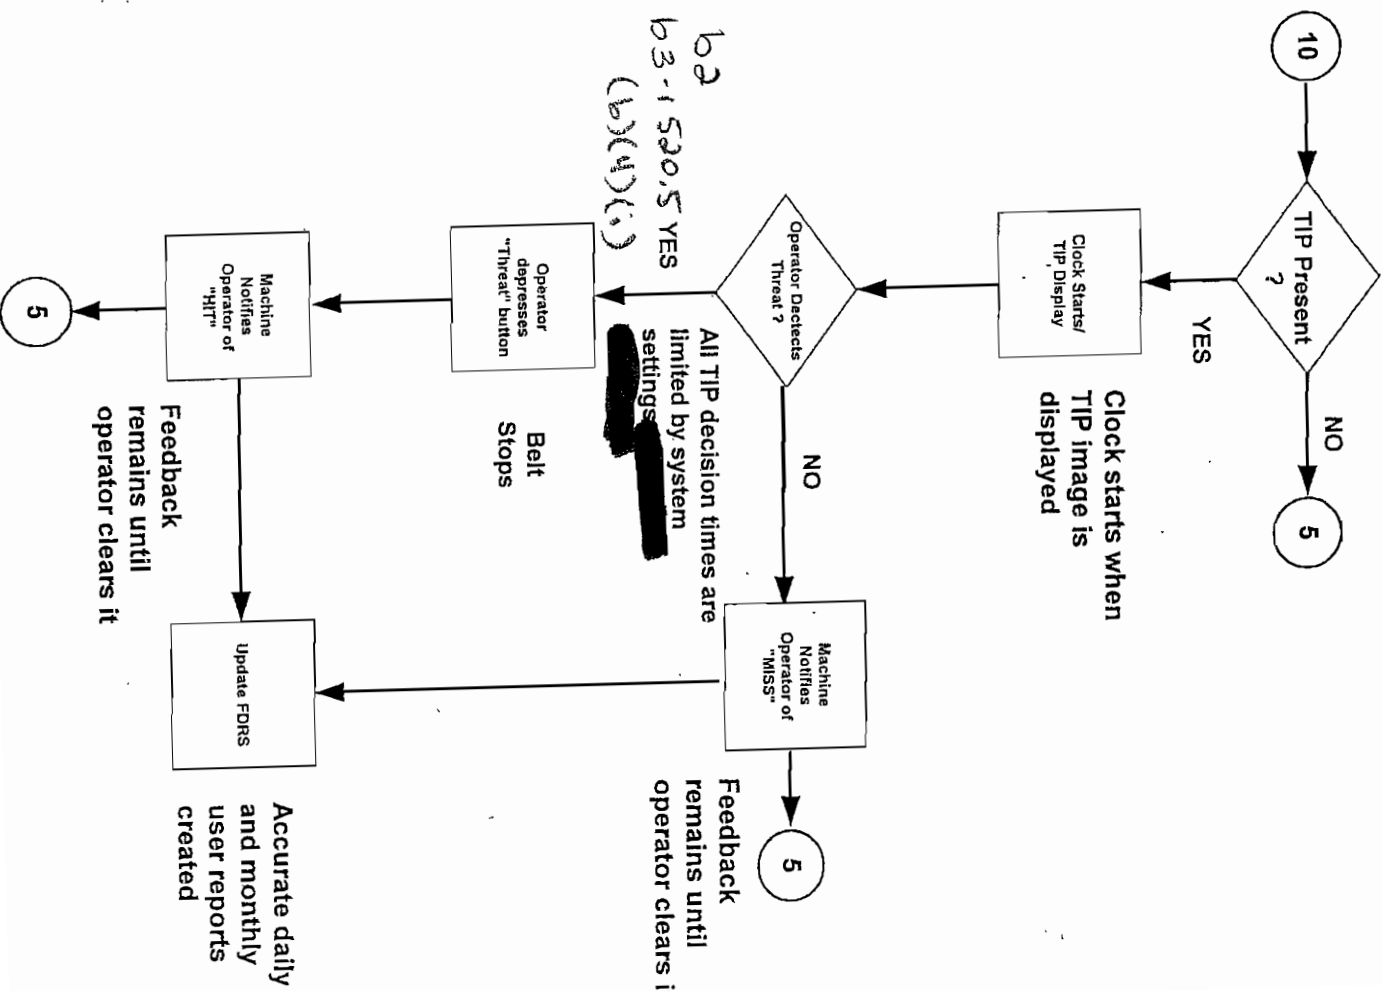 10
TIP Present
?
NO
5
YES
Clock Starts/
TIP Display
Clock starts when
TIP image is
displayed
Operator Dectects
Threat ?
NO
Machine
Notifies
Operator of
"MISS"
5
Feedback
remains until
operator clears i
b2
b3-1520.5
(b)(4)(i)
YES
All TIP decision times are
limited by system
settings
Operator
depresses
"Threat" button
Belt
Stops
Machine
Notifies
Operator of
"HIT"
5
Feedback
remains until
operator clears it
Update FDRS
Accurate daily
and monthly
user reports
created